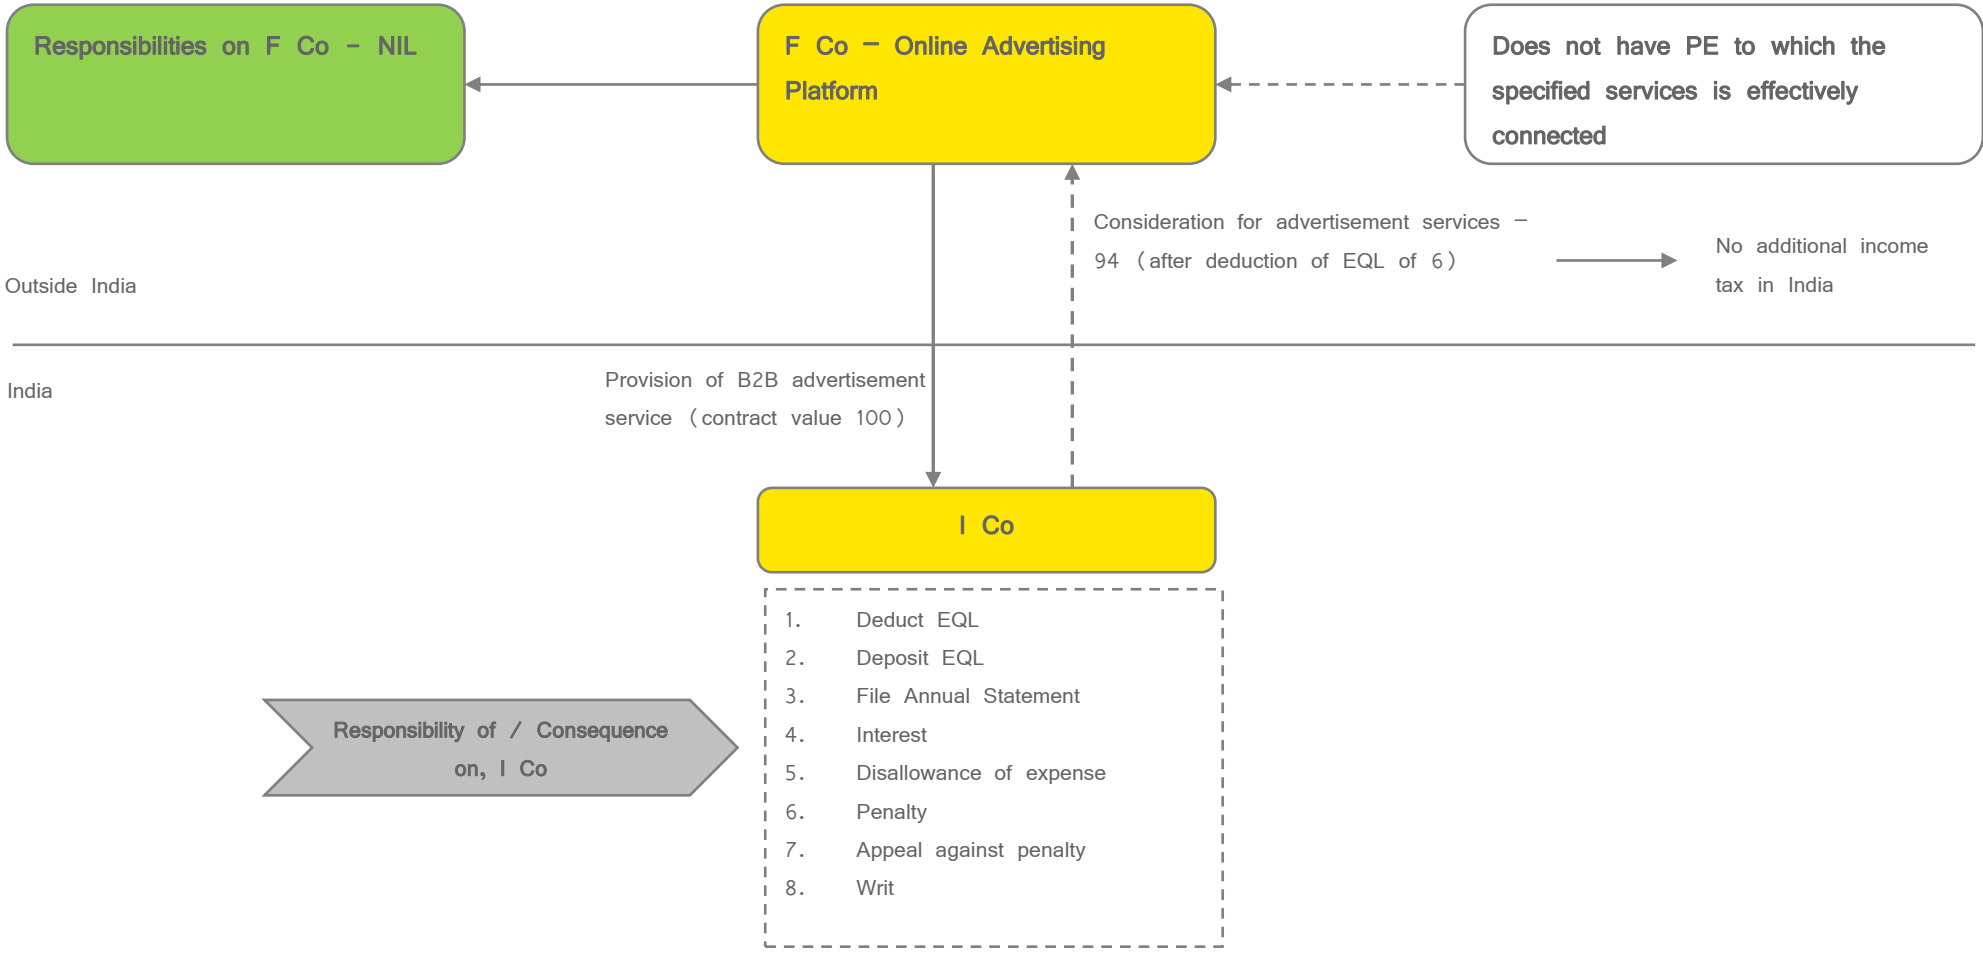 Responsibilities on F Co - NIL
F Co – Online Advertising
Platform
Does not have PE to which the
specified services is effectively
connected
Consideration for advertisement services –
94 (after deduction of EQL of 6)
No additional income
tax in India
Outside India
India
Provision of B2B advertisement
service (contract value 100)
I Co
1. Deduct EQL
2. Deposit EQL
3. File Annual Statement
4. Interest
5. Disallowance of expense
6. Penalty
7. Appeal against penalty
8. Writ
Responsibility of / Consequence
on, I Co